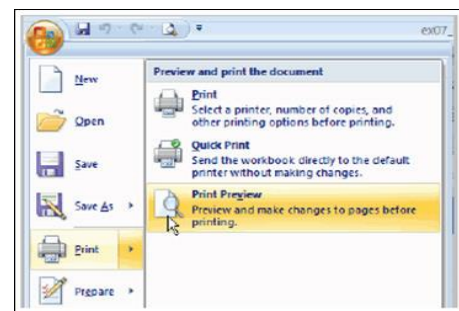 ex07_
New
Open
Save
Save As
Print
Prepare
Preview and print the document
Print
Select a printer, number of copies, and
other printing options before printing.
Quick Print
Send the workbook directly to the default
printer without making changes.
Print Preview
Preview and make changes to pages before
printing.